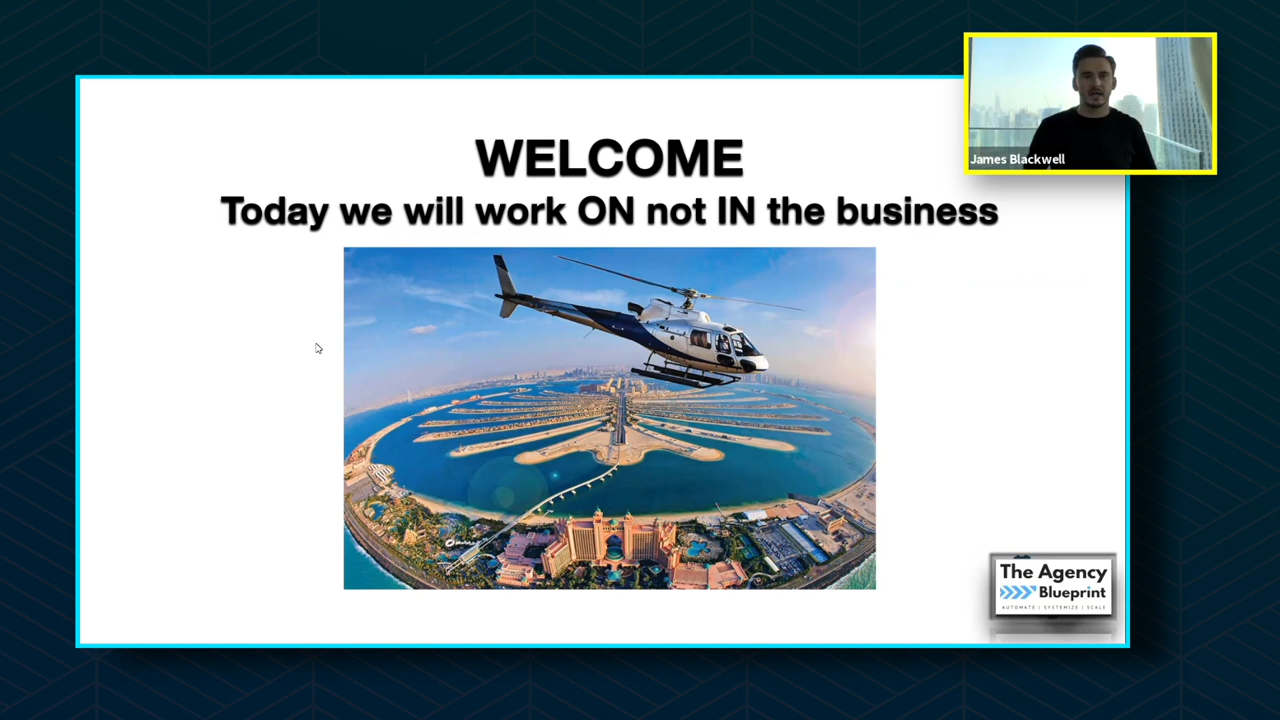 WELCOME
Today we will work ON not IN the business
James Blackwell
The Agency
Blueprint
AUTOMATE | SYSTEMIZE | SCALE